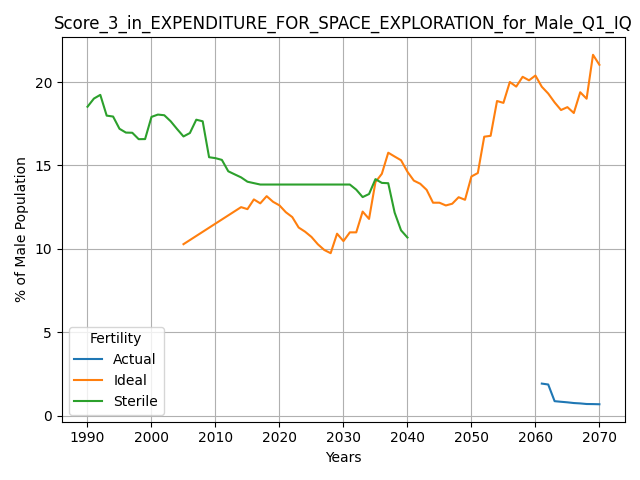 Score_3_in_EXPENDITURE_FOR_SPACE_EXPLORATION_for_Male_Q1_IQ
% of Male Population
20
15
10
5
0
Fertility
Actual
Ideal
Sterile
1990 2000 2010 2020 2030 2040 2050 2060 2070
Years